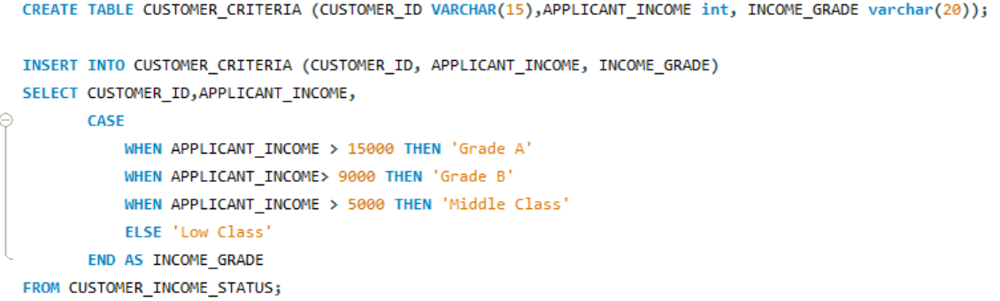 CREATE TABLE CUSTOMER_CRITERIA (CUSTOMER_ID VARCHAR(15),APPLICANT_INCOME int, INCOME_GRADE varchar(20));
INSERT INTO CUSTOMER_CRITERIA (CUSTOMER_ID, APPLICANT_INCOME, INCOME_GRADE)
SELECT CUSTOMER_ID,APPLICANT_INCOME,
CASE
WHEN APPLICANT_INCOME > 15000 THEN 'Grade A'
WHEN APPLICANT_INCOME> 9000 THEN 'Grade B'
WHEN APPLICANT_INCOME > 5000 THEN 'Middle Class'
ELSE 'Low Class'
END AS INCOME_GRADE
FROM CUSTOMER_INCOME_STATUS;